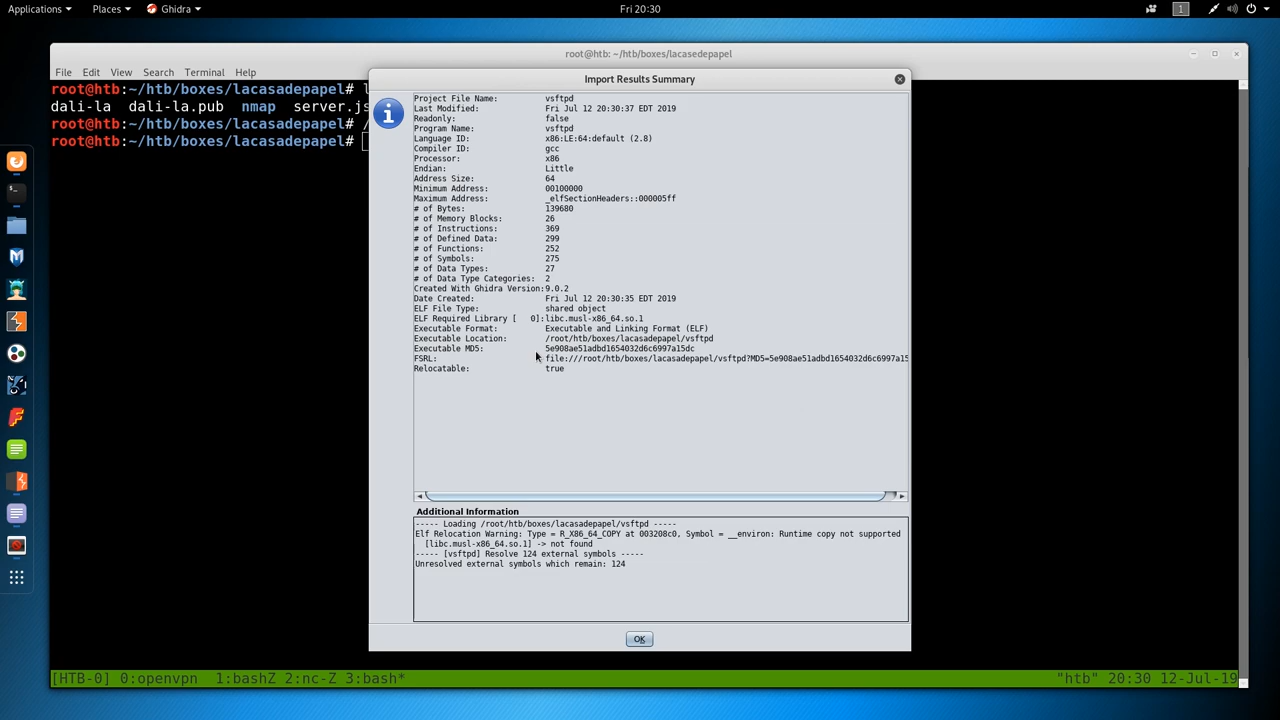 Applications Places Ghidra Fri 20:30 1
root@htb: ~/htb/boxes/lacasedepapel
File Edit View Search Terminal Help
root@htb:~/htb/boxes/lacasadepapel# l
dali-la dali-la.pub nmap server.js
root@htb:~/htb/boxes/lacasadepapel# /
root@htb:~/htb/boxes/lacasadepapel#
Import Results Summary
Project File Name: vsftpd
Last Modified: Fri Jul 12 20:30:37 EDT 2019
Readonly: false
Program Name: vsftpd
Language ID: x86:LE:64:default (2.8)
Compiler ID: gcc
Processor: x86
Endian: Little
Address Size: 64
Minimum Address: 00100000
Maximum Address: _elfSectionHeaders::000005ff
# of Bytes: 139680
# of Memory Blocks: 26
# of Instructions: 369
# of Defined Data: 299
# of Functions: 252
# of Symbols: 275
# of Data Types: 27
# of Data Type Categories: 2
Created With Ghidra Version:9.0.2
Date Created: Fri Jul 12 20:30:35 EDT 2019
ELF File Type: shared object
ELF Required Library [ 0]:libc.musl-x86_64.so.1
Executable Format: Executable and Linking Format (ELF)
Executable Location: /root/htb/boxes/lacasadepapel/vsftpd
Executable MD5: 5e908ae51adbd1654032d6c6997a15dc
FSRL: file:///root/htb/boxes/lacasadepapel/vsftpd?MD5=5e908ae51adbd1654032d6c6997a15
Relocatable: true
Additional Information
----- Loading /root/htb/boxes/lacasadepapel/vsftpd -----
Elf Relocation Warning: Type = R_X86_64_COPY at 003208c0, Symbol = __environ: Runtime copy not supported
[libc.musl-x86_64.so.1] -> not found
----- [vsftpd] Resolve 124 external symbols -----
Unresolved external symbols which remain: 124
OK
[HTB-0] 0:openvpn 1:bashZ 2:nc-Z 3:bash* "htb" 20:30 12-Jul-19